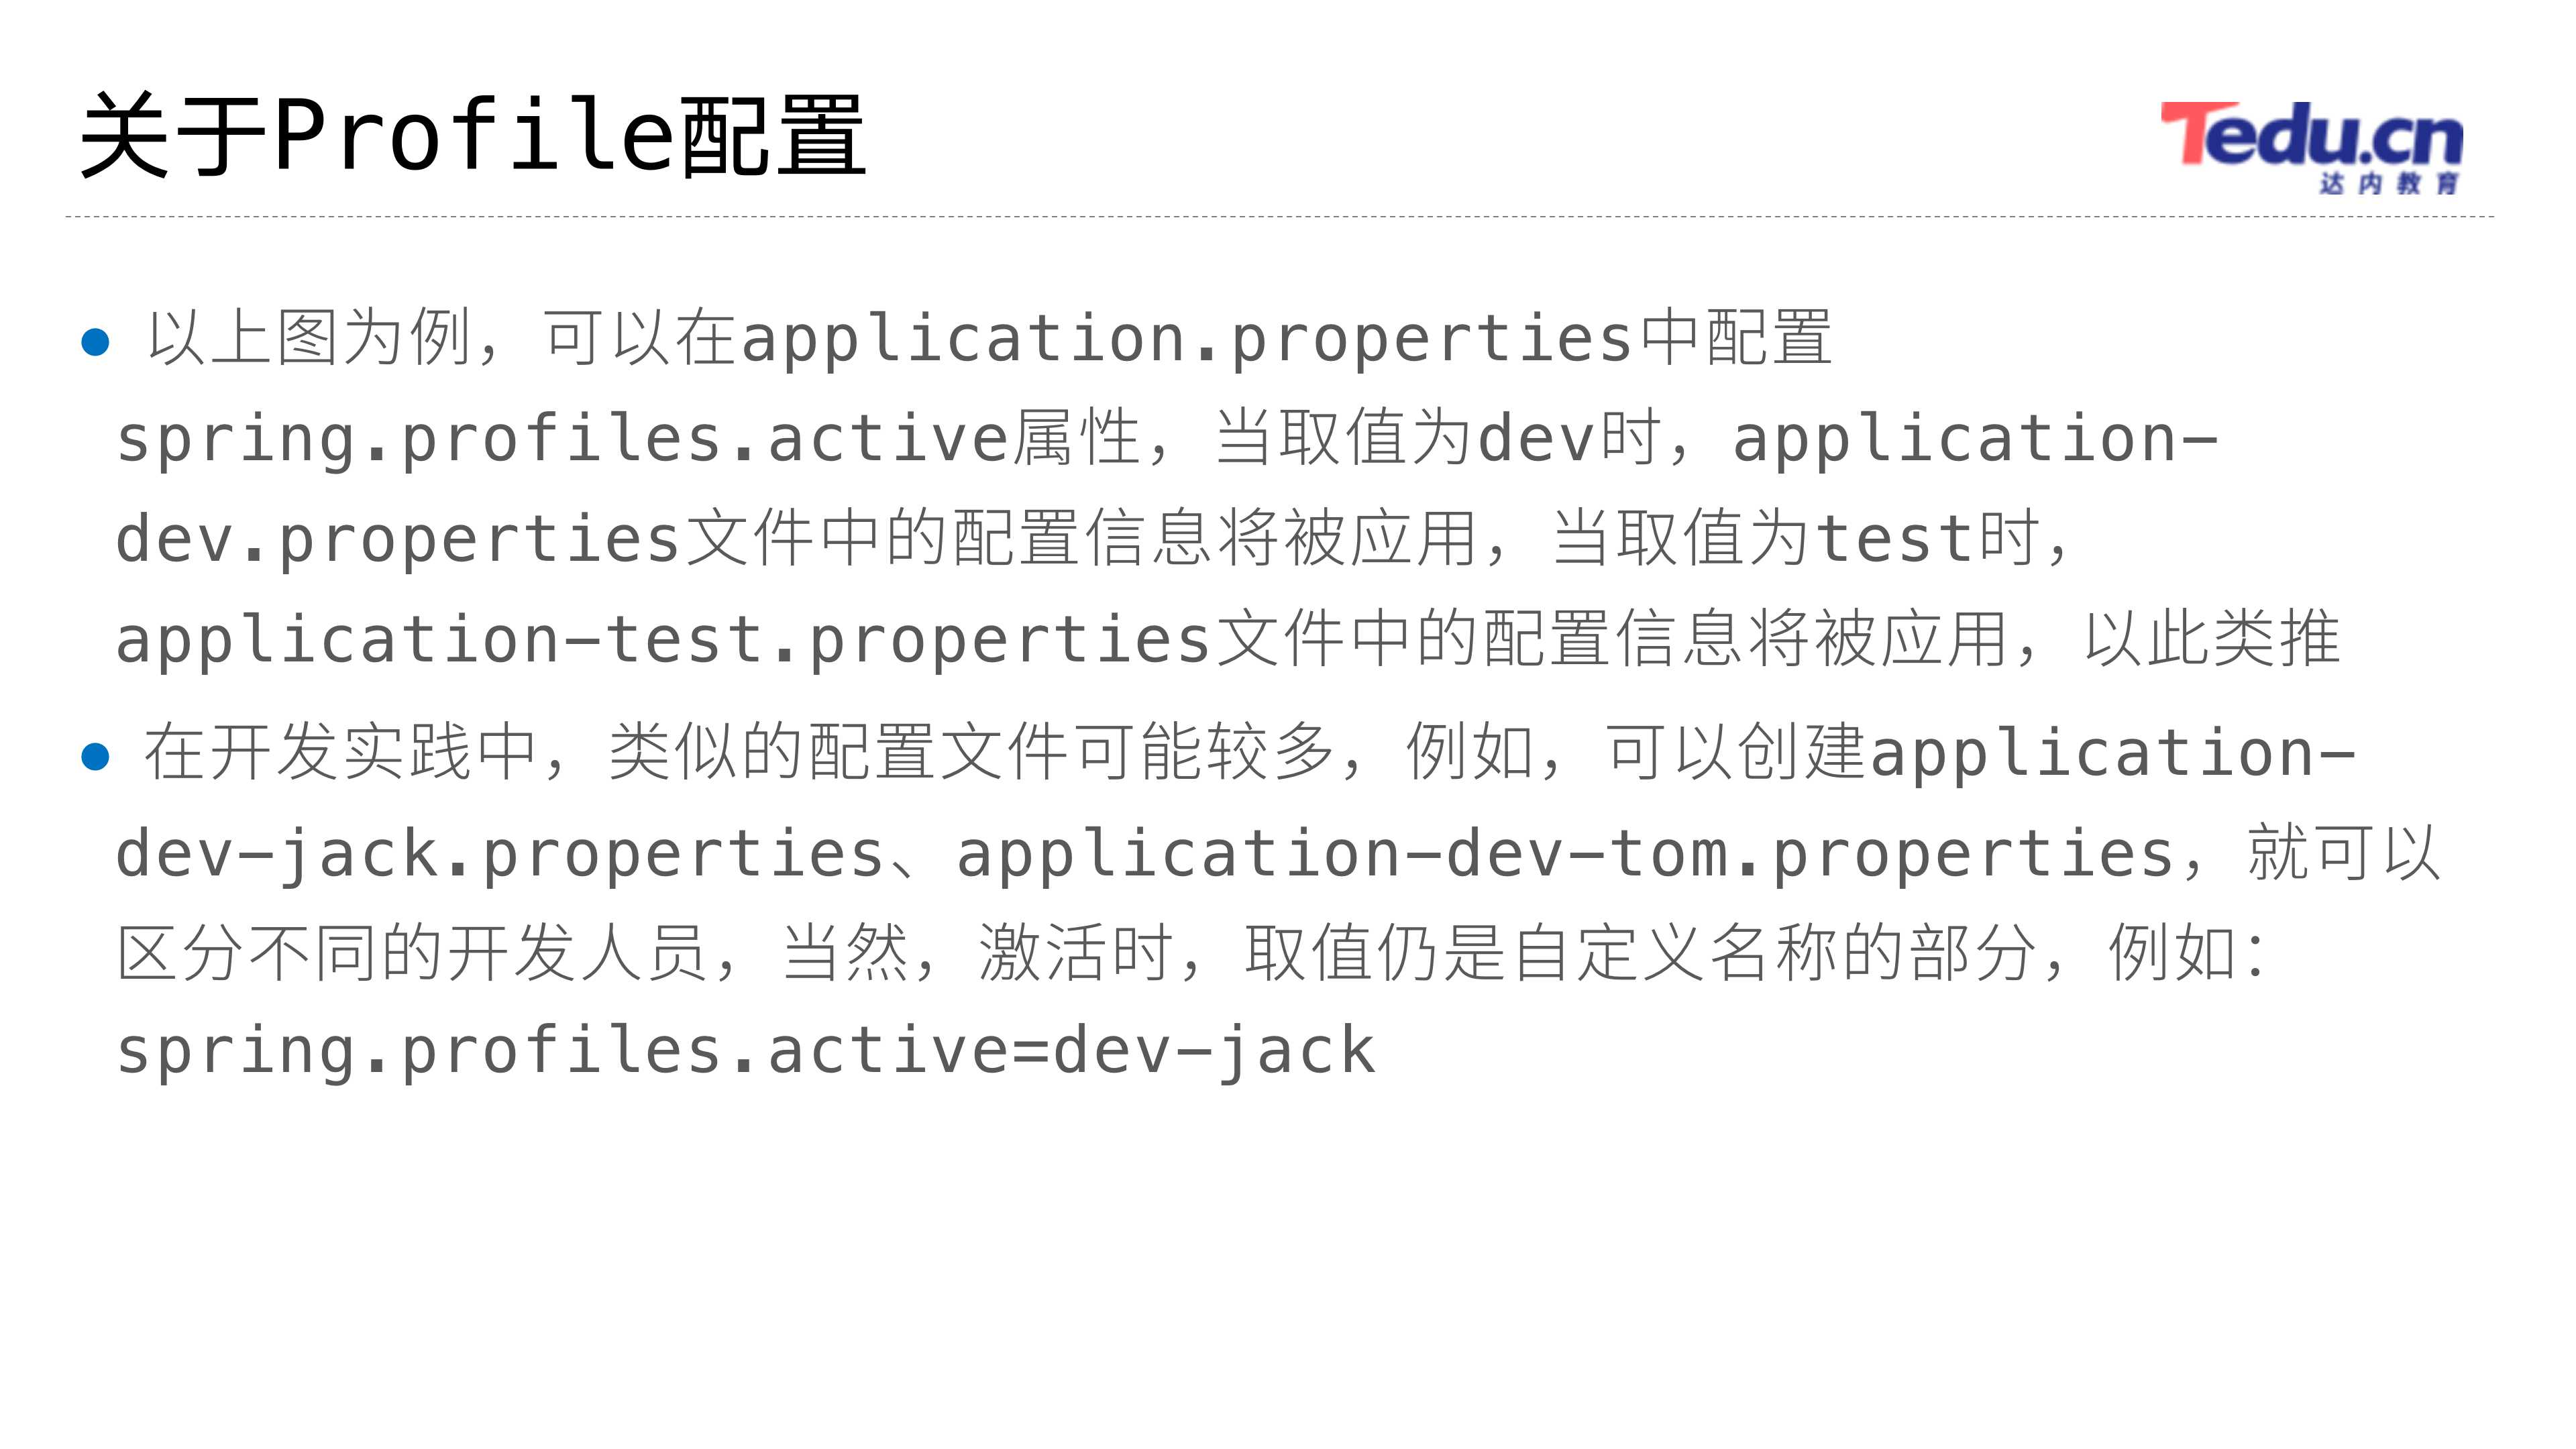 关于Profile配置
Tedu.cn
达内教育
● 以上图为例，可以在application.properties中配置
spring.profiles.active属性，当取值为dev时，application-
dev.properties文件中的配置信息将被应用，当取值为test时，
application-test.properties文件中的配置信息将被应用，以此类推
● 在开发实践中，类似的配置文件可能较多，例如，可以创建application-
dev-jack.properties、application-dev-tom.properties，就可以
区分不同的开发人员，当然，激活时，取值仍是自定义名称的部分，例如：
spring.profiles.active=dev-jack